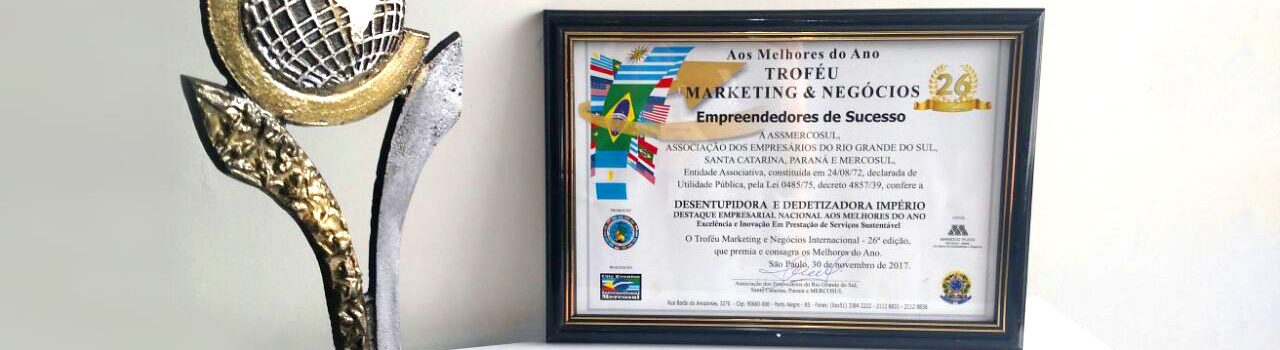 Aos Melhores do Ano
TROFÉU
MARKETING & NEGÓCIOS
26
Empreendedores de Sucesso
A ASSMERCOSUL,
ASSOCIAÇÃO DOS EMPRESÁRIOS DO RIO GRANDE DO SUL,
SANTA CATARINA, PARANÁ E MERCOSUL,
Entidade Associativa, constituída em 24/08/72, declarada de
Utilidade Pública, pela Lei 0485/75, decreto 4857/39, confere a
DESENTUPIDORA E DEDETIZADORA IMPÉRIO
DESTAQUE EMPRESARIAL NACIONAL AOS MELHORES DO ANO
Excelência e Inovação Em Prestação de Serviços Sustentável
O Troféu Marketing e Negócios Internacional - 26ª edição,
que premia e consagra os Melhores do Ano.
São Paulo, 30 de novembro de 2017.
Associação dos Empresários do Rio Grande do Sul,
Santa Catarina, Paraná e MERCOSUL
City Eventos
International
Mercosul